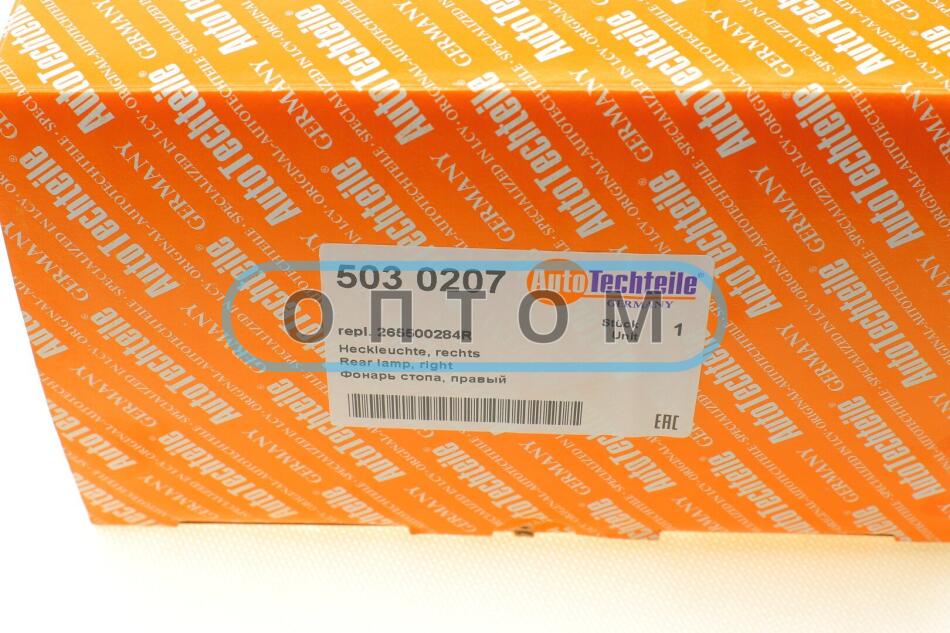 503 0207
AutoTechteile®
GERMANY
ОПТОМ
repl. 265500284R
Stück
Unit
1
Heckleuchte, rechts
Rear lamp, right
Фонарь стопа, правый
EAC
AutoTechteile® GERMANY
SPECIALIZED IN LCV · ORIGINAL-AUTOTEILE